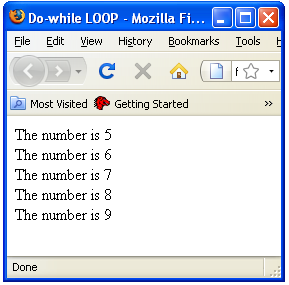 Do-while LOOP - Mozilla Fi...
File Edit View History Bookmarks Tools H
f
Most Visited Getting Started »
The number is 5
The number is 6
The number is 7
The number is 8
The number is 9
Done